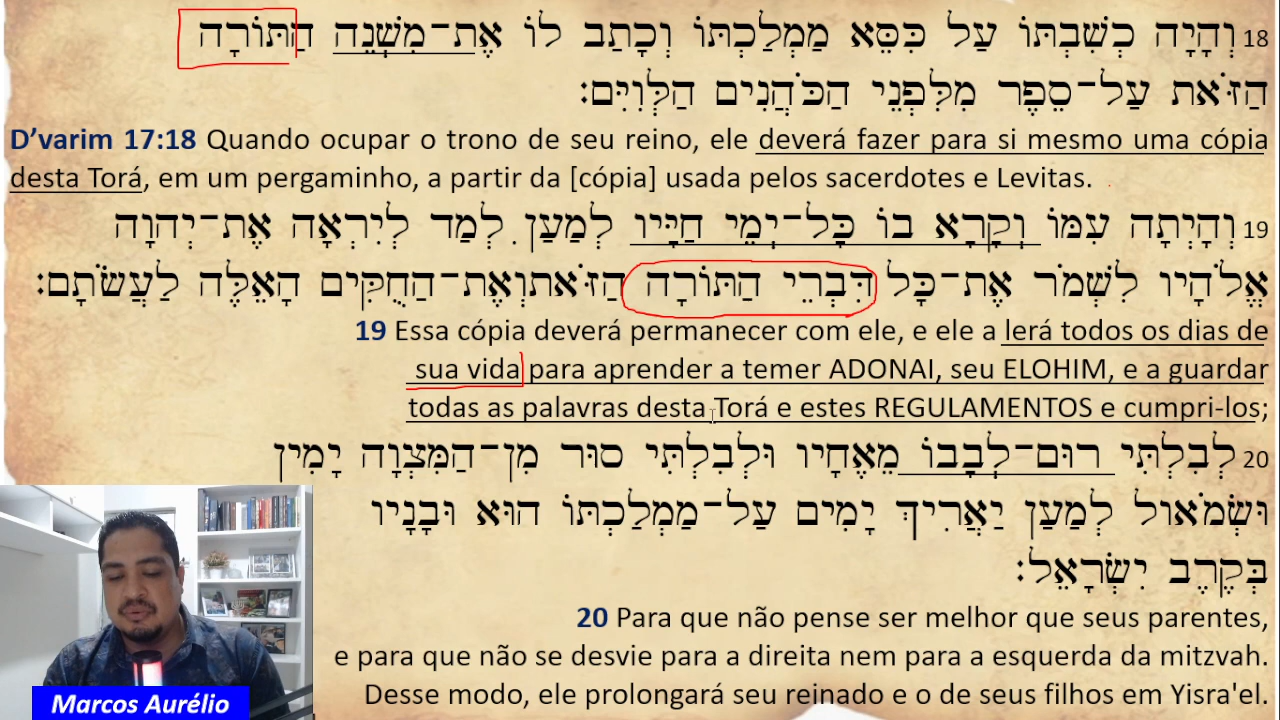 18 וְהָיָה כְשִׁבְתּוֹ עַל כִּסֵּא מַמְלַכְתּוֹ וְכָתַב לוֹ אֶת־מִשְׁנֵה הַתּוֹרָה
הַזֹּאת עַל־סֵפֶר מִלִּפְנֵי הַכֹּהֲנִים הַלְוִיִּם׃
D’varim 17:18 Quando ocupar o trono de seu reino, ele deverá fazer para si mesmo uma cópia
desta Torá, em um pergaminho, a partir da [cópia] usada pelos sacerdotes e Levitas.
19 וְהָיְתָה עִמּוֹ וְקָרָא בוֹ כָּל־יְמֵי חַיָּיו לְמַעַן לְמַד לְיִרְאָה אֶת־יְהוָה
אֱלֹהָיו לִשְׁמֹר אֶת־כָּל דִּבְרֵי הַתּוֹרָה הַזֹּאתוְאֶת־הַחֻקִּים הָאֵלֶּה לַעֲשֹׂתָם׃
19 Essa cópia deverá permanecer com ele, e ele a lerá todos os dias de
sua vida para aprender a temer ADONAI, seu ELOHIM, e a guardar
todas as palavras desta Torá e estes REGULAMENTOS e cumpri-los;
20 לְבִלְתִּי רוּם־לְבָבוֹ מֵאֶחָיו וּלְבִלְתִּי סוּר מִן־הַמִּצְוָה יָמִין
וּשְׂמֹאול לְמַעַן יַאֲרִיךְ יָמִים עַל־מַמְלַכְתּוֹ הוּא וּבָנָיו
בְּקֶרֶב יִשְׂרָאֵל׃
20 Para que não pense ser melhor que seus parentes,
e para que não se desvie para a direita nem para a esquerda da mitzvah.
Desse modo, ele prolongará seu reinado e o de seus filhos em Yisra'el.
Marcos Aurélio